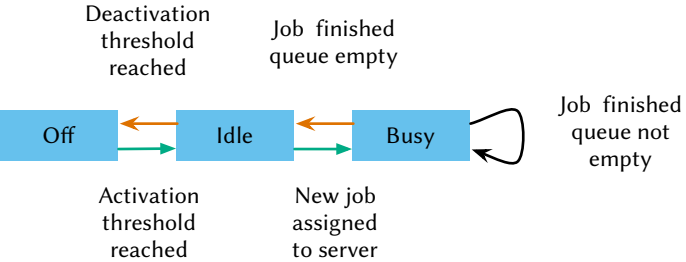 Deactivation
threshold
reached
Job finished
queue empty
Off
Idle
Busy
Job finished
queue not
empty
Activation
threshold
reached
New job
assigned
to server